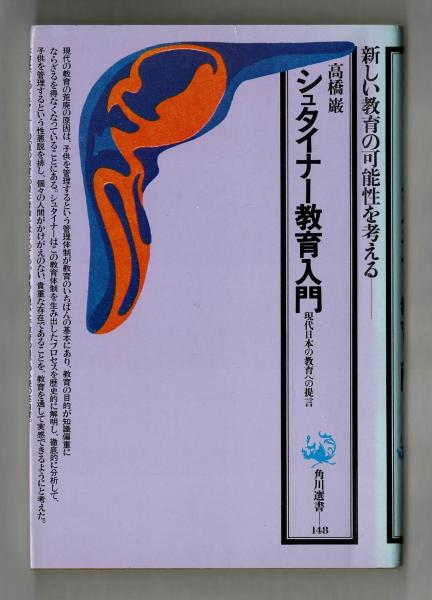 新しい教育の可能性を考える――
高橋巖
シュタイナー教育入門
現代日本の教育への提言
角川選書
148
現代の教育の荒廃の原因は、子供を管理するという管理体制が教育のいちばんの基本にあり、教育の目的が知識偏重に
ならざるを得なくなっていることにある。シュタイナーはこの教育体制を生み出したプロセスを歴史的に解明し、徹底的に分析して、
子供を管理するという性悪説を排し、個々の人間がかけがえのない、貴重な存在であることを、教育を通して実感できるようにと考えた。